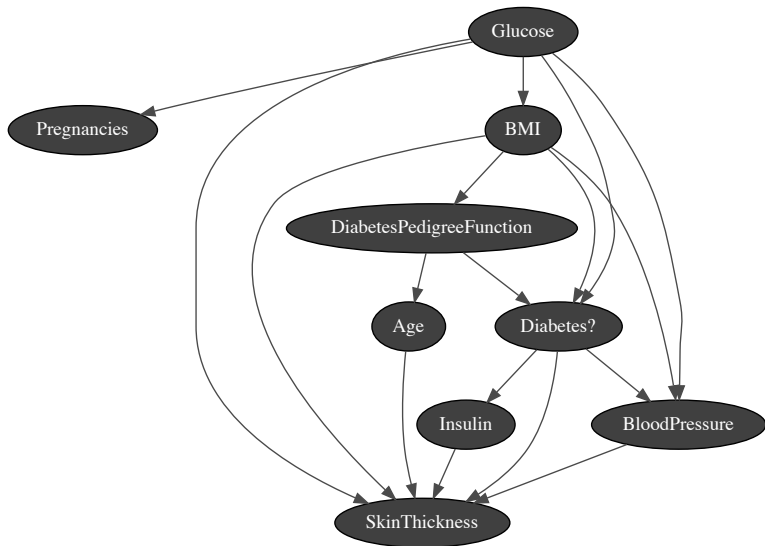 Glucose
Pregnancies
BMI
DiabetesPedigreeFunction
Age
Diabetes?
Insulin
BloodPressure
SkinThickness